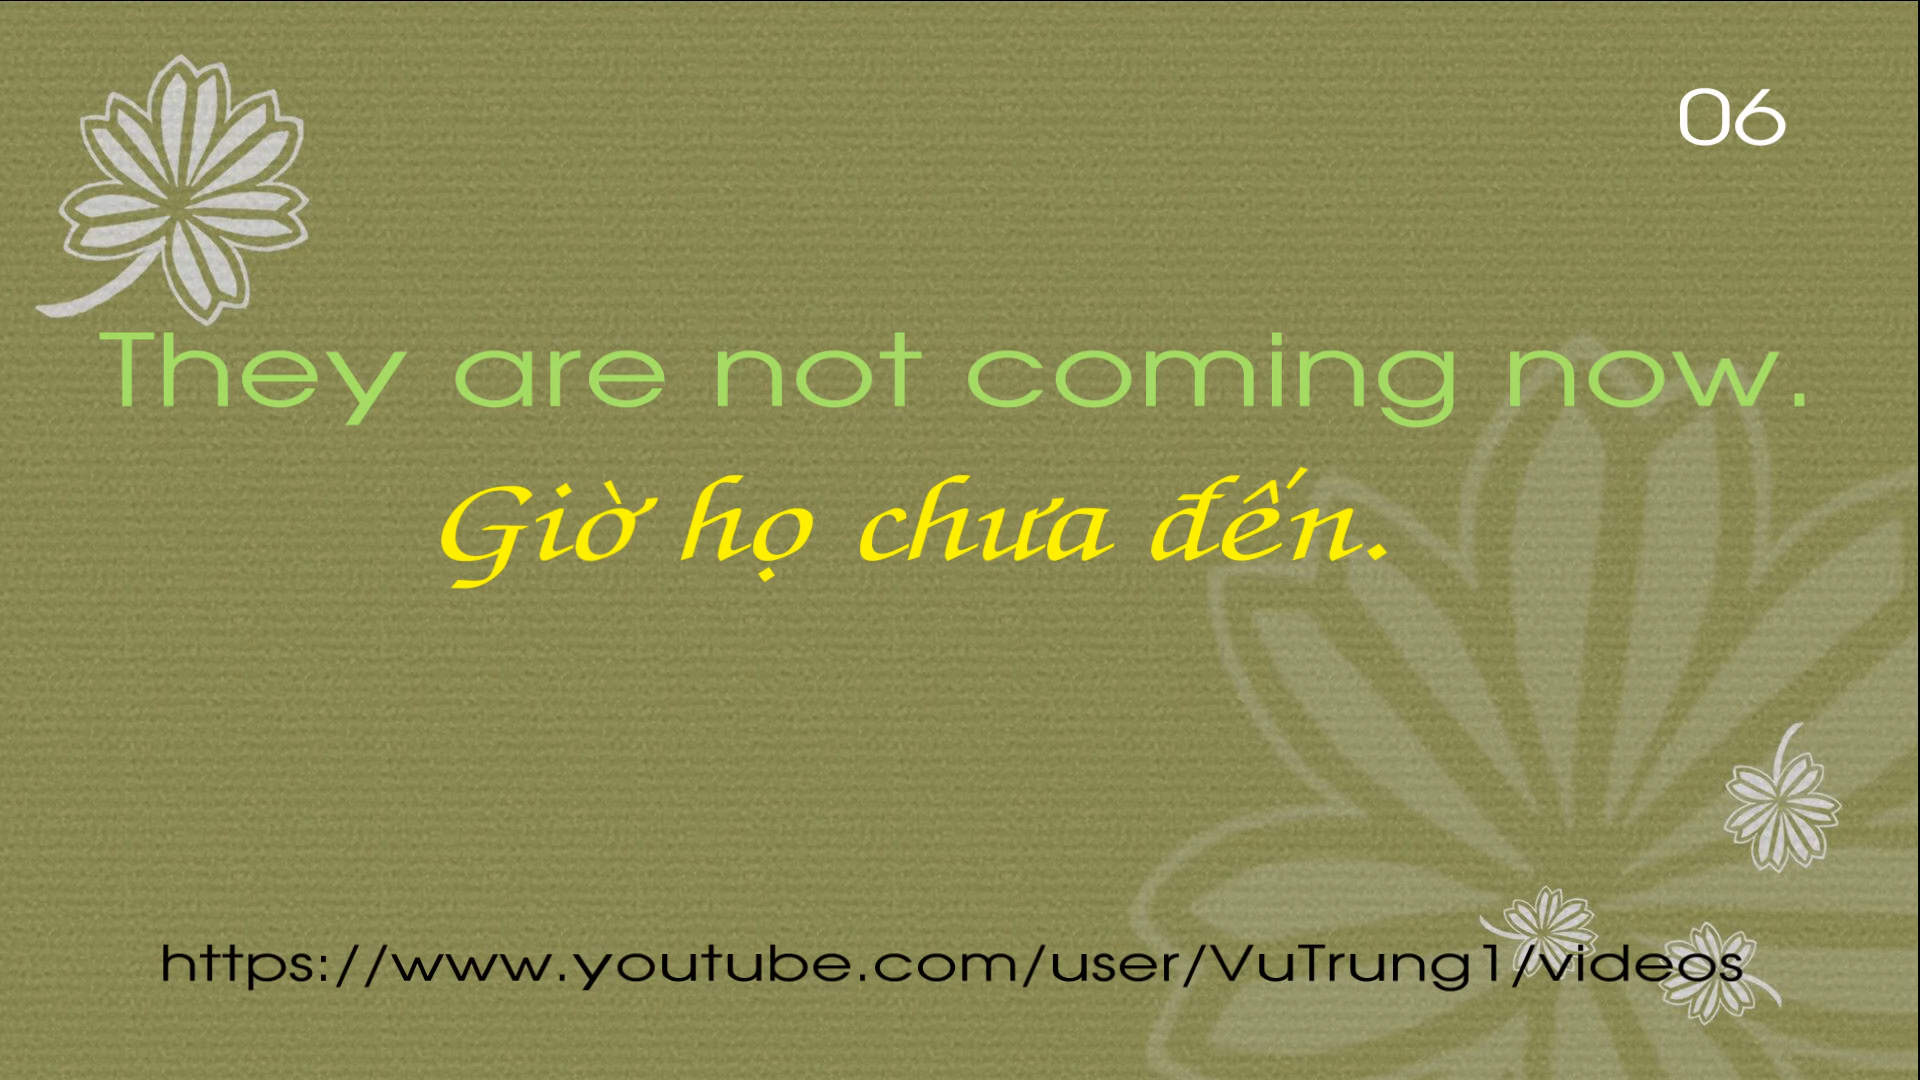 06
They are not coming now.
Giờ họ chưa đến.
https://www.youtube.com/user/VuTrung1/videos